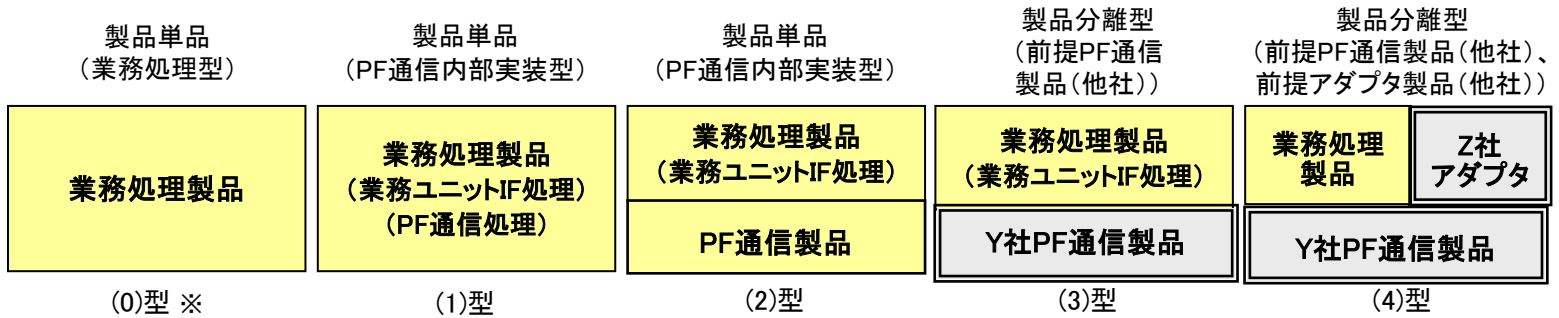 製品単品
（業務処理型）
業務処理製品
(0)型 ※
製品単品
（PF通信内部実装型）
業務処理製品
（業務ユニットIF処理）
（PF通信処理）
(1)型
製品単品
（PF通信内部実装型）
業務処理製品
（業務ユニットIF処理）
PF通信製品
(2)型
製品分離型
（前提PF通信
製品（他社））
業務処理製品
（業務ユニットIF処理）
Y社PF通信製品
(3)型
製品分離型
（前提PF通信製品（他社）、
前提アダプタ製品（他社））
業務処理
製品
Z社
アダプタ
Y社PF通信製品
(4)型